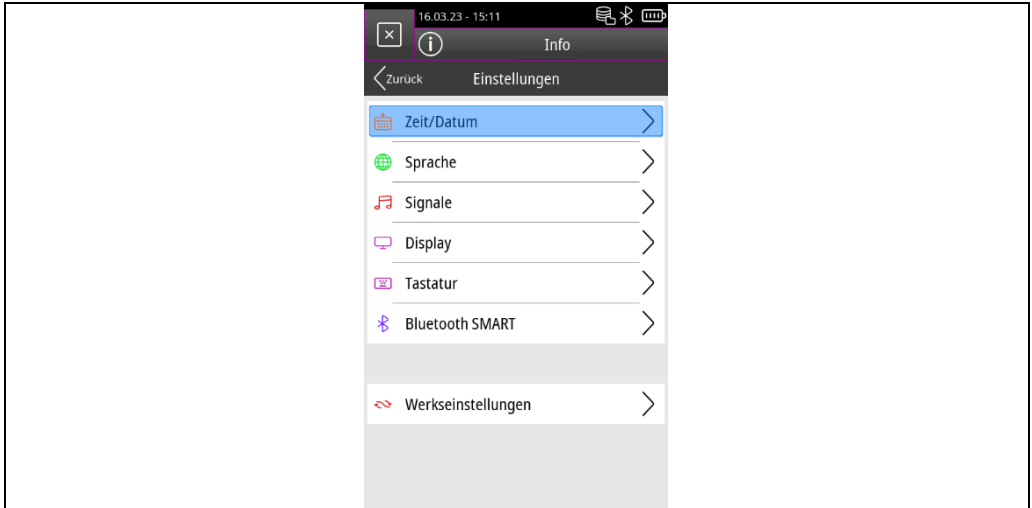 16.03.23 - 15:11
Info
Zurück Einstellungen
Zeit/Datum
Sprache
Signale
Display
Tastatur
Bluetooth SMART
Werkseinstellungen